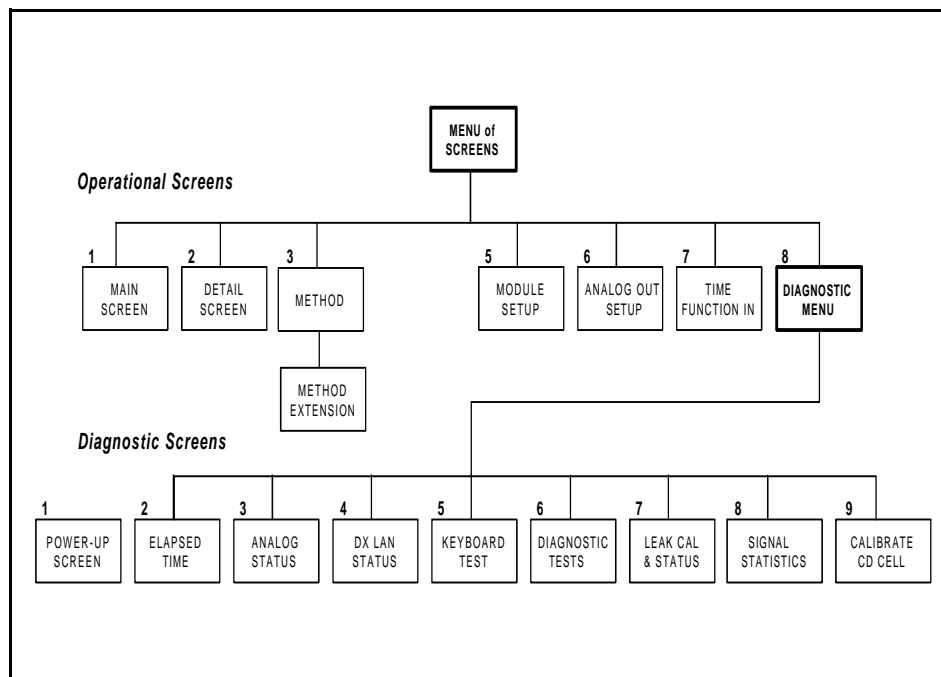 MENU of
SCREENS
Operational Screens
1 2 3 5 6 7 8
MAIN
SCREEN
DETAIL
SCREEN
METHOD
MODULE
SETUP
ANALOG OUT
SETUP
TIME
FUNCTION IN
DIAGNOSTIC
MENU
METHOD
EXTENSION
Diagnostic Screens
1 2 3 4 5 6 7 8 9
POWER-UP
SCREEN
ELAPSED
TIME
ANALOG
STATUS
DX LAN
STATUS
KEYBOARD
TEST
DIAGNOSTIC
TESTS
LEAK CAL
& STATUS
SIGNAL
STATISTICS
CALIBRATE
CD CELL